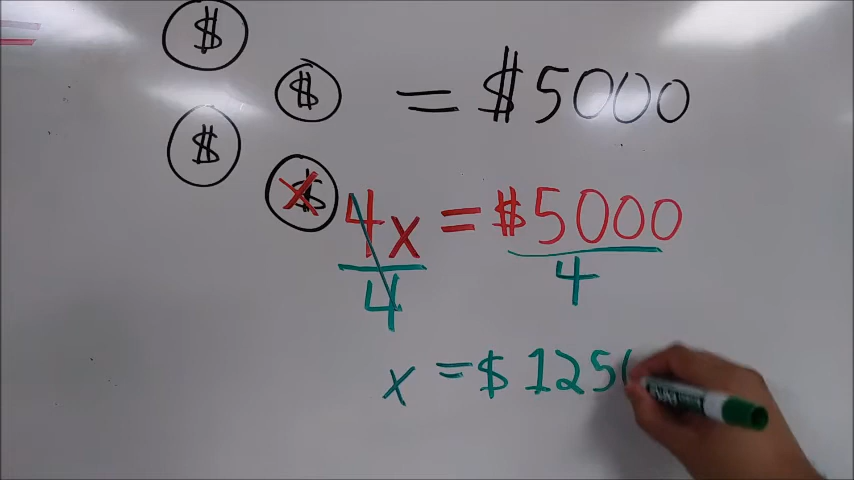 $
$ = $5000
$
x $ 4x = $5000
4 4
x = $ 125